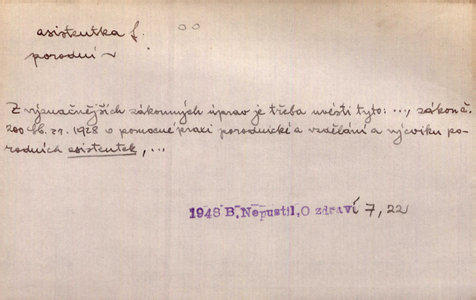 asistentka f.
porodní ~
Z význačnějších zákonných úprav je třeba uvésti tyto: ..., zákon č.
200 Sb. z r. 1928 o pomocné praxi porodnické a vzdělání a výcviku po-
rodních asistentek, ...
1948 B. Nepustil, O zdraví 7, 22